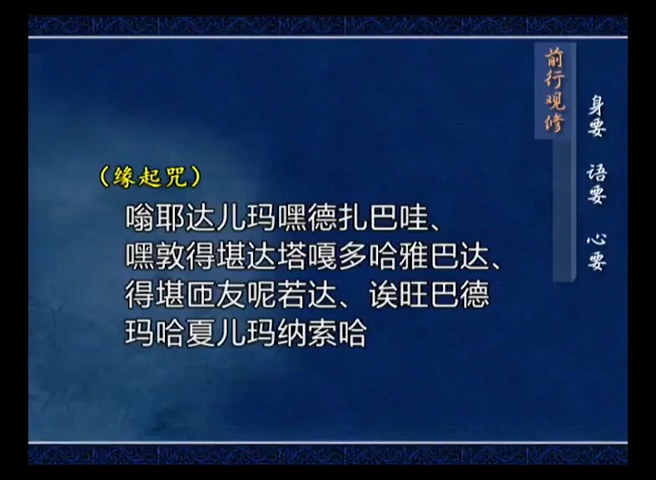 前行观修
身要 语要 心要
（缘起咒）
嗡耶达儿玛嘿德扎巴哇、
嘿敦得堪达塔嘎多哈雅巴达、
得堪匝友呢若达、诶旺巴德
玛哈夏儿玛纳索哈